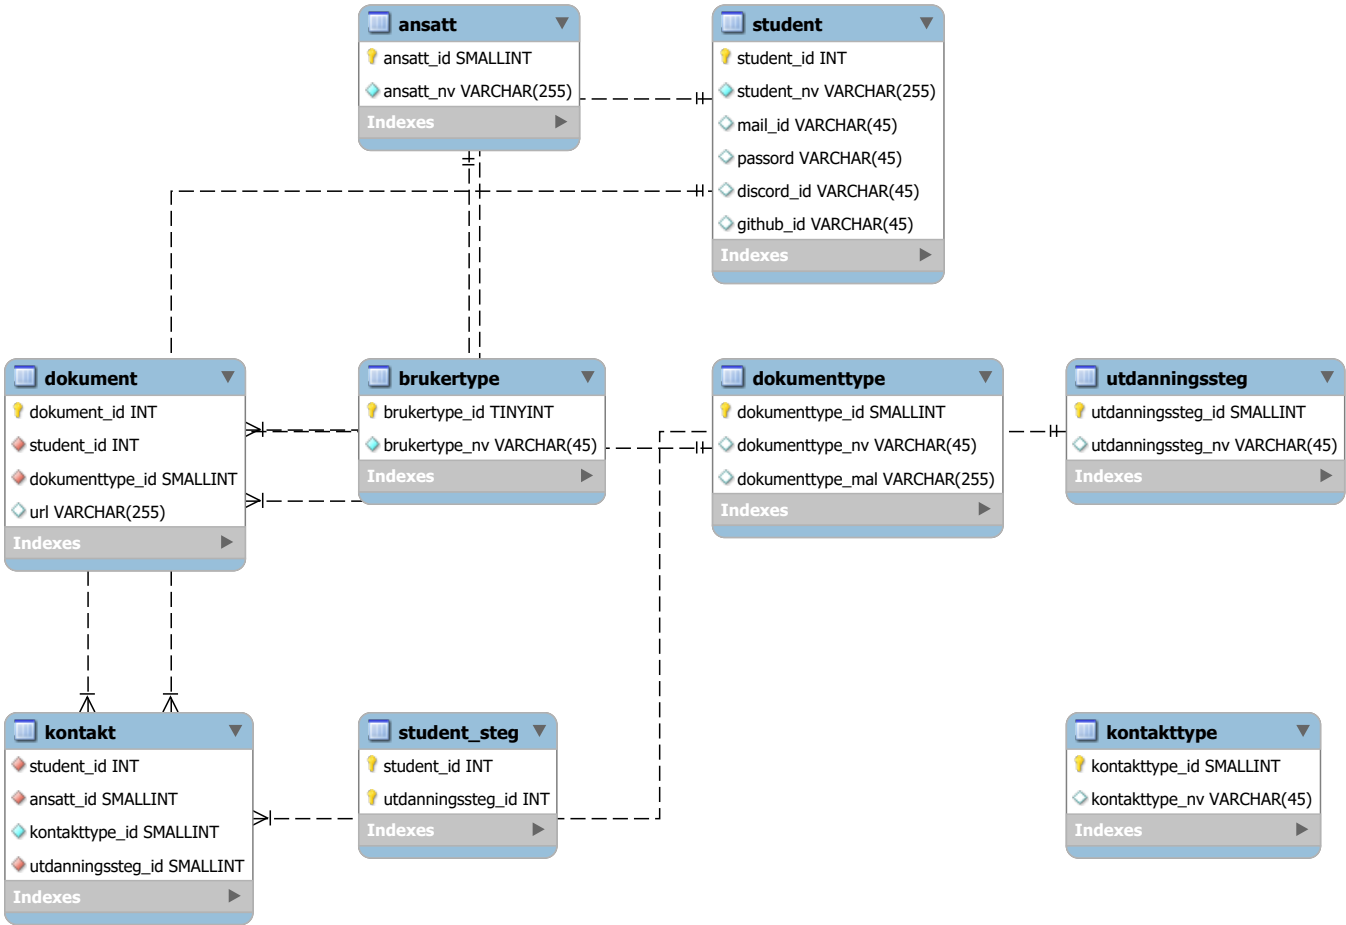 ansatt
ansatt_id SMALLINT
ansatt_nv VARCHAR(255)
Indexes
student
student_id INT
student_nv VARCHAR(255)
mail_id VARCHAR(45)
passord VARCHAR(45)
discord_id VARCHAR(45)
github_id VARCHAR(45)
Indexes
dokument
dokument_id INT
student_id INT
dokumenttype_id SMALLINT
url VARCHAR(255)
Indexes
brukertype
brukertype_id TINYINT
brukertype_nv VARCHAR(45)
Indexes
dokumenttype
dokumenttype_id SMALLINT
dokumenttype_nv VARCHAR(45)
dokumenttype_mal VARCHAR(255)
Indexes
utdanningssteg
utdanningssteg_id SMALLINT
utdanningssteg_nv VARCHAR(45)
Indexes
kontakt
student_id INT
ansatt_id SMALLINT
kontakttype_id SMALLINT
utdanningssteg_id SMALLINT
Indexes
student_steg
student_id INT
utdanningssteg_id INT
Indexes
kontakttype
kontakttype_id SMALLINT
kontakttype_nv VARCHAR(45)
Indexes